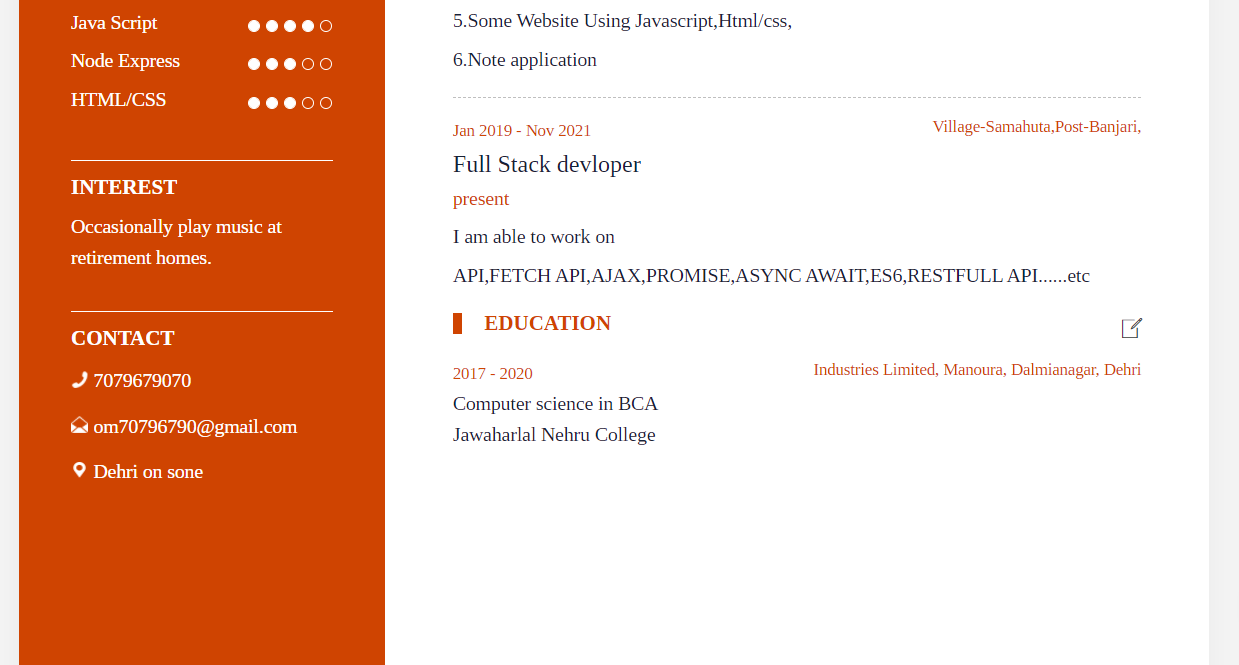 Java Script
Node Express
HTML/CSS
INTEREST
Occasionally play music at
retirement homes.
CONTACT
7079679070
om70796790@gmail.com
Dehri on sone
5.Some Website Using Javascript,Html/css,
6.Note application
Jan 2019 - Nov 2021
Village-Samahuta,Post-Banjari,
Full Stack devloper
present
I am able to work on
API,FETCH API,AJAX,PROMISE,ASYNC AWAIT,ES6,RESTFULL API......etc
EDUCATION
2017 - 2020
Industries Limited, Manoura, Dalmianagar, Dehri
Computer science in BCA
Jawaharlal Nehru College